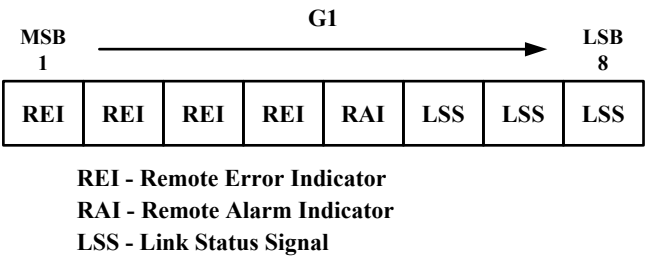 G1
MSB LSB
1 8
REI REI REI REI RAI LSS LSS LSS
REI - Remote Error Indicator
RAI - Remote Alarm Indicator
LSS - Link Status Signal